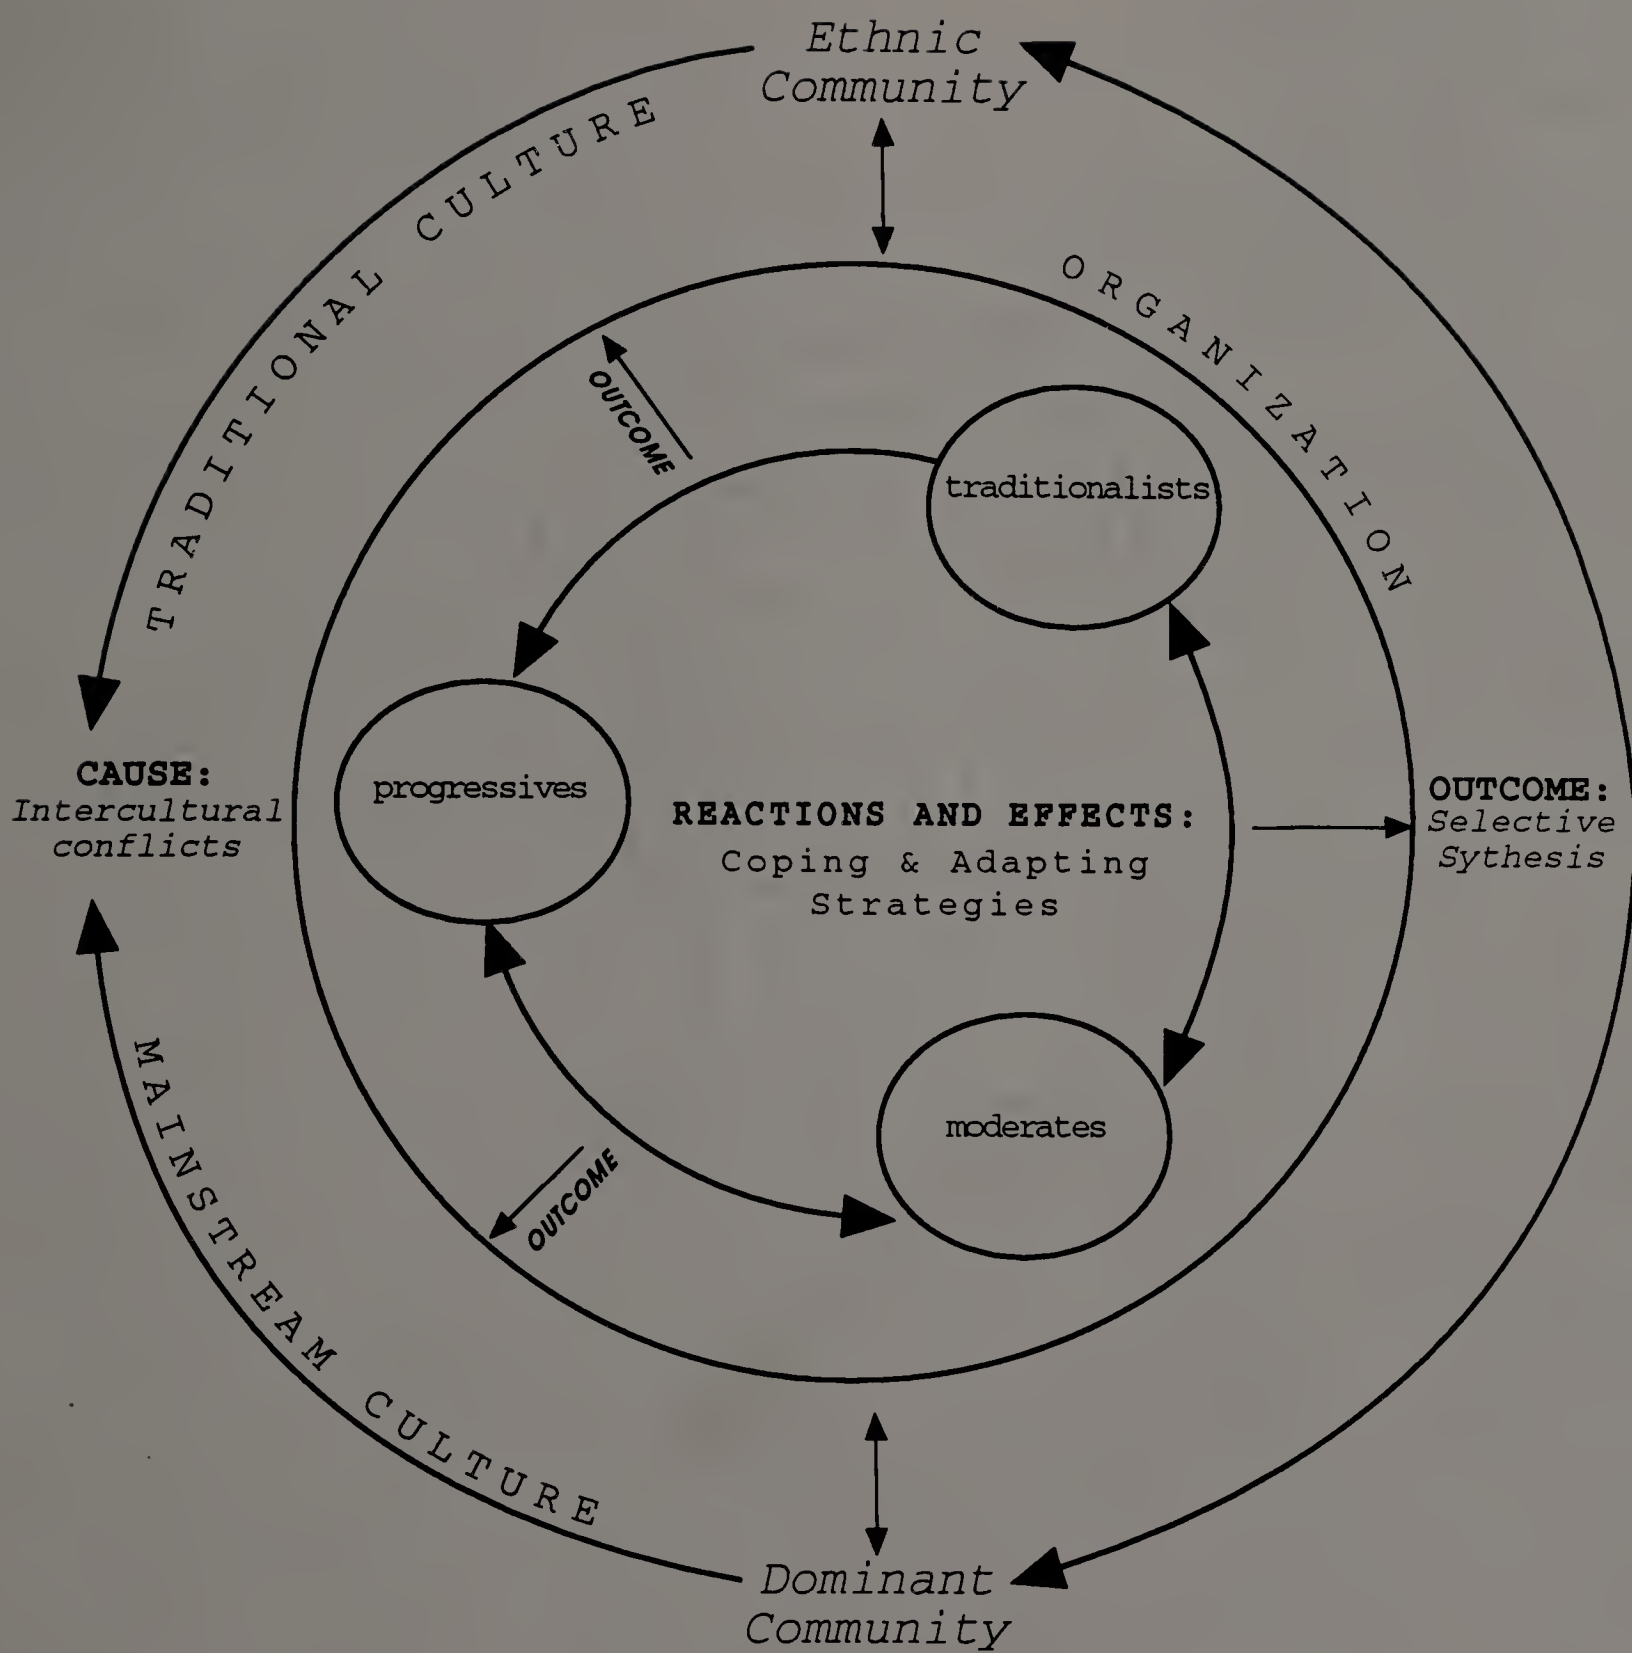 Ethnic
Community
TRADITIONAL CULTURE
ORGANIZATION
OUTCOME
traditionalists
progressives
CAUSE:
Intercultural
conflicts
REACTIONS AND EFFECTS:
Coping & Adapting
Strategies
OUTCOME:
Selective
Sythesis
moderates
OUTCOME
MAINSTREAM CULTURE
Dominant
Community